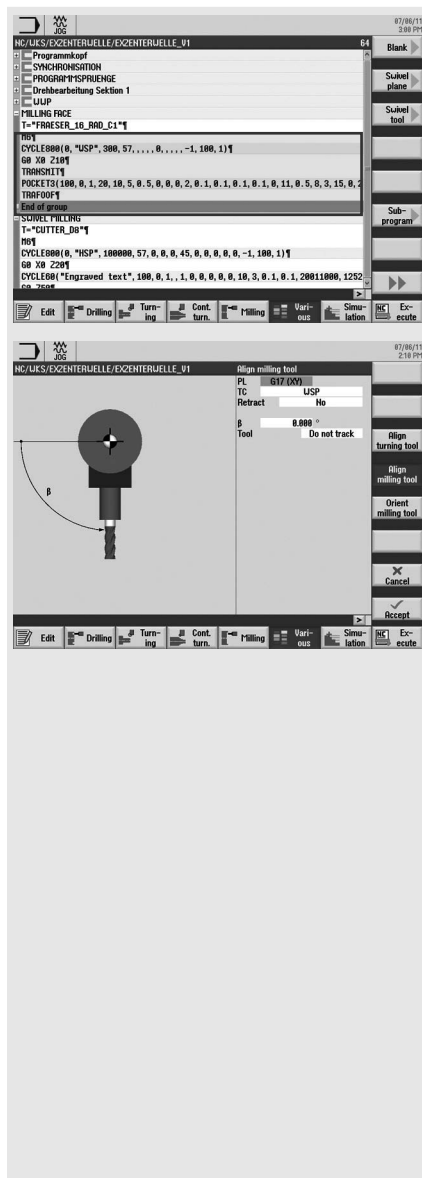 JOG
07/06/11
3:08 PM
NC/WKS/EXZENTERWELLE/EXZENTERWELLE_V1 64
Programmkopf
SYNCHRONISATION
PROGRAMMSPRUENGE
Drehbearbeitung Sektion 1
WWP
MILLING FACE
T="FRAESER_16_RAD_C1"¶
M6¶
CYCLE800(0,"WSP",300,57,,,,,0,,,,,-1,100,1)¶
G0 X0 Z10¶
TRANSMIT¶
POCKET3(100,0,1,20,10,5,0.5,0,0,0,2,0.1,0.1,0.1,0.1,0,11,0.5,8,3,15,0,2
TRAFOOF¶
End of group
SWIVEL MILLING
T="CUTTER_D8"¶
M6¶
CYCLE800(0,"HSP",100000,57,0,0,0,45,0,0,0,0,0,-1,100,1)¶
G0 X0 Z20¶
CYCLE60("Engraved text",100,0,1,,1,0,0,0,0,0,10,3,0.1,0.1,20011000,1252
G0 Z50¶
Blank
Swivel
plane
Swivel
tool
Sub-
program
Edit
Drilling
Turn-
ing
Cont.
turn.
Milling
Vari-
ous
Simu-
lation
NC
Ex-
ecute
JOG
07/06/11
2:10 PM
NC/WKS/EXZENTERWELLE/EXZENTERWELLE_V1
Align milling tool
PL G17 (XY)
TC WSP
Retract No
β 0.000 °
Tool Do not track
β
Align
turning tool
Align
milling tool
Orient
milling tool
Cancel
Accept
Edit
Drilling
Turn-
ing
Cont.
turn.
Milling
Vari-
ous
Simu-
lation
NC
Ex-
ecute